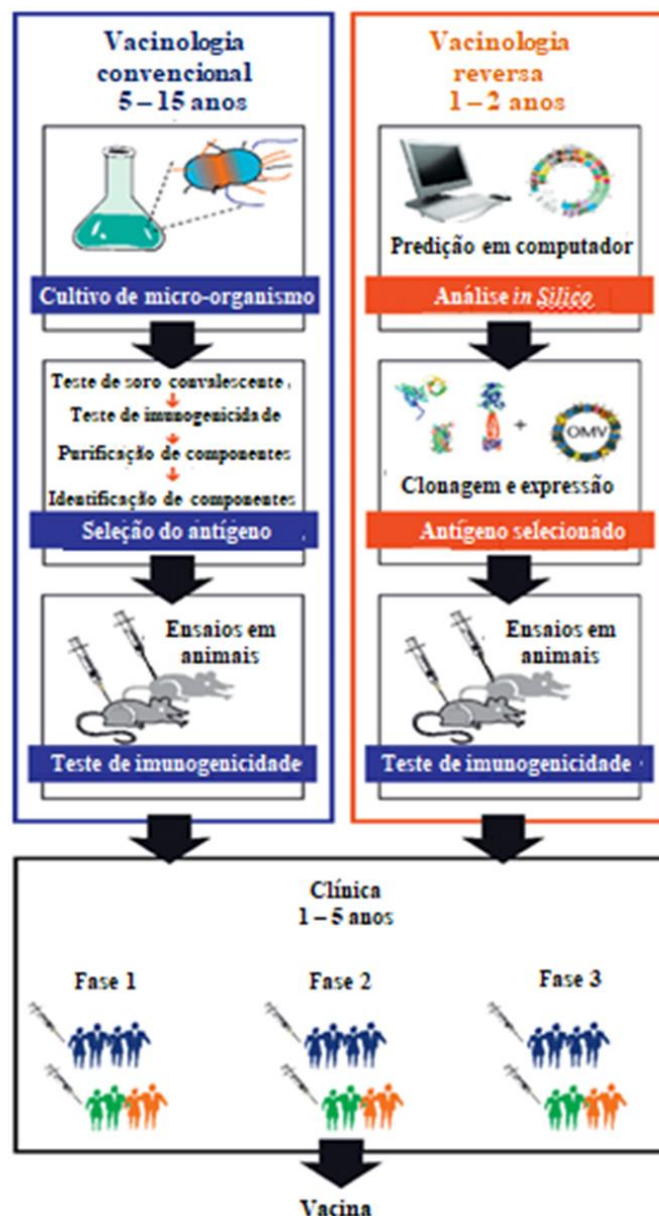 Vacinologia
convencional
5 – 15 anos
Cultivo de micro-organismo
Teste de soro convalescente
Teste de imunogenicidade
Purificação de componentes
Identificação de componentes
Seleção do antígeno
Ensaios em
animais
Teste de imunogenicidade
Vacinologia
reversa
1 – 2 anos
Predição em computador
Análise in Silico
+
OMV
Clonagem e expressão
Antígeno selecionado
Ensaios em
animais
Teste de imunogenicidade
Clínica
1 – 5 anos
Fase 1
Fase 2
Fase 3
Vacina